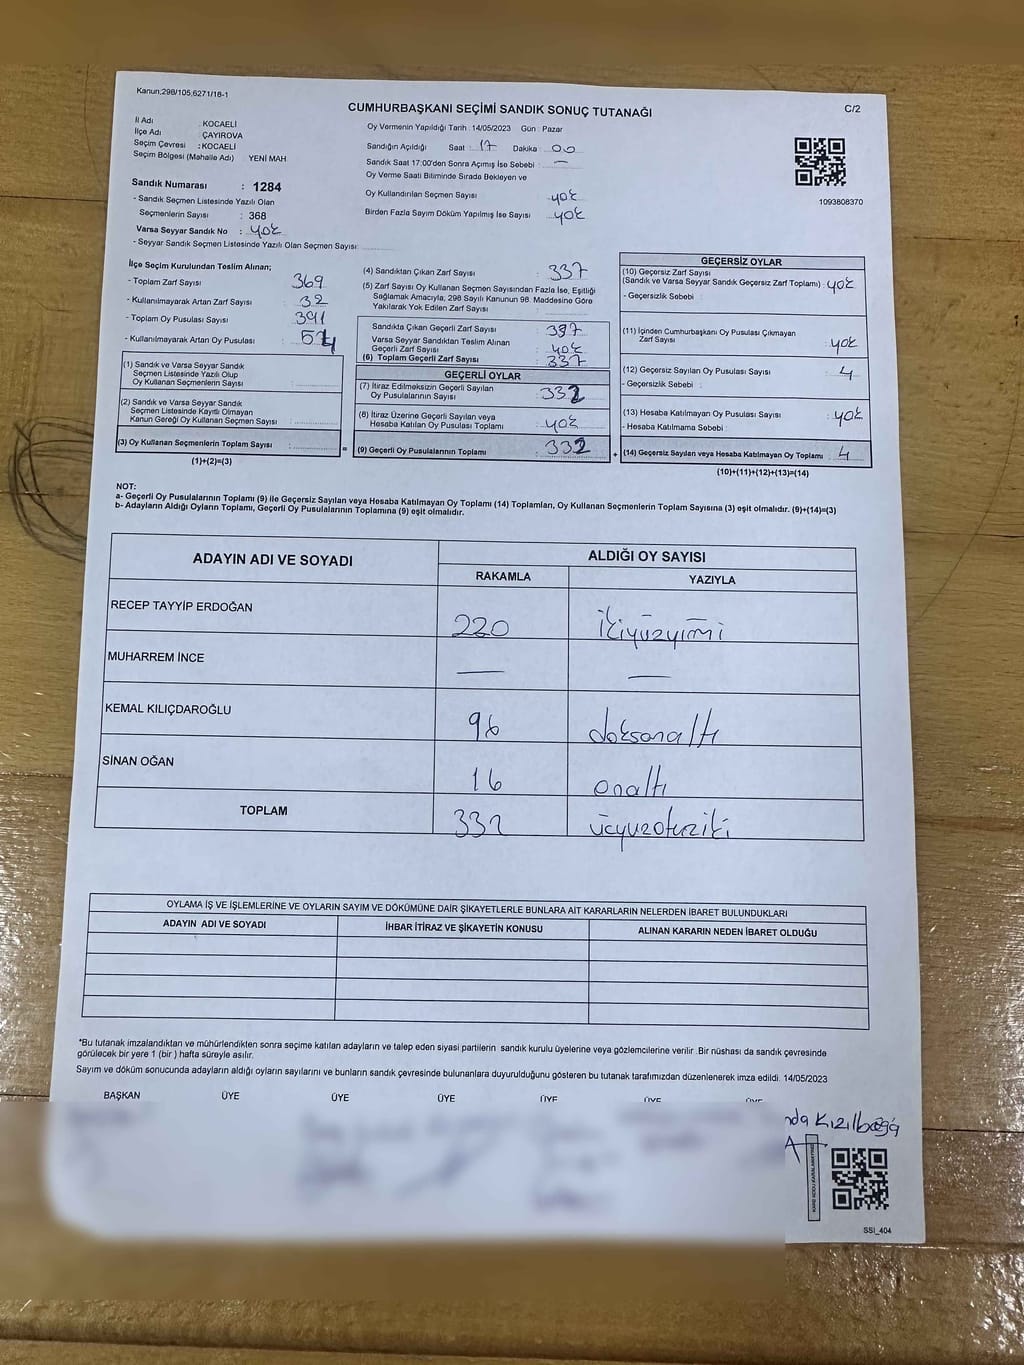 Kanun,298/105,6271/16-1
CUMHURBAŞKANI SEÇİMİ SANDIK SONUÇ TUTANAĞI
C/2
İl Adı : KOCAELİ
İlçe Adı ÇAYIROVA
Seçim Çevresi : KOCAELİ
Seçim Bölgesi (Mahalle Adı) YENİ MAH
Sandık Numarası : 1284
- Sandık Seçmen Listesinde Yazılı Olan
Seçmenlerin Sayısı : 368
Varsa Seyyar Sandık No : yok
- Seyyar Sandık Seçmen Listesinde Yazılı Olan Seçmen Sayısı:
Oy Vermenin Yapıldığı Tarih : 14/05/2023 Gün : Pazar
Sandığın Açıldığı Saat : 17 Dakika : 00
Sandık Saat 17:00'den Sonra Açılmış İse Sebebi : —
Oy Verme Saati Bitiminde Sırada Bekleyen ve
Oy Kullandırılan Seçmen Sayısı : yok
Birden Fazla Sayım Döküm Yapılmış İse Sayısı : yok
1093808370
İlçe Seçim Kurulundan Teslim Alınan;
- Toplam Zarf Sayısı 369
- Kullanılmayarak Artan Zarf Sayısı : 32
- Toplam Oy Pusulası Sayısı 391
- Kullanılmayarak Artan Oy Pusulası : 54
(1) Sandık ve Varsa Seyyar Sandık
Seçmen Listesinde Yazılı Olup
Oy Kullanan Seçmenlerin Sayısı :
(2) Sandık ve Varsa Seyyar Sandık
Seçmen Listesinde Kayıtlı Olmayan
Kanun Gereği Oy Kullanan Seçmen Sayısı :
(3) Oy Kullanan Seçmenlerin Toplam Sayısı : =
(1)+(2)=(3)
(4) Sandıktan Çıkan Zarf Sayısı : 337
(5) Zarf Sayısı Oy Kullanan Seçmen Sayısından Fazla İse, Eşitliği
Sağlamak Amacıyla, 298 Sayılı Kanunun 98. Maddesine Göre
Yakılarak Yok Edilen Zarf Sayısı :
Sandıkta Çıkan Geçerli Zarf Sayısı : 337
Varsa Seyyar Sandıktan Teslim Alınan
Geçerli Zarf Sayısı : yok
(6) Toplam Geçerli Zarf Sayısı : 337
GEÇERLİ OYLAR
(7) İtiraz Edilmeksizin Geçerli Sayılan
Oy Pusulalarının Sayısı : 332
(8) İtiraz Üzerine Geçerli Sayılan veya
Hesaba Katılan Oy Pusulası Toplamı : yok
(9) Geçerli Oy Pusulalarının Toplamı : 332 +
GEÇERSİZ OYLAR
(10) Geçersiz Zarf Sayısı
(Sandık ve Varsa Seyyar Sandık Geçersiz Zarf Toplamı) : yok
- Geçersizlik Sebebi :
(11) İçinden Cumhurbaşkanı Oy Pusulası Çıkmayan
Zarf Sayısı : yok
(12) Geçersiz Sayılan Oy Pusulası Sayısı : 4
- Geçersizlik Sebebi :
(13) Hesaba Katılmayan Oy Pusulası Sayısı : yok
- Hesaba Katılmama Sebebi :
(14) Geçersiz Sayılan veya Hesaba Katılmayan Oy Toplamı : 4
(10)+(11)+(12)+(13)=(14)
NOT:
a- Geçerli Oy Pusulalarının Toplamı (9) ile Geçersiz Sayılan veya Hesaba Katılmayan Oy Toplamı (14) Toplamları, Oy Kullanan Seçmenlerin Toplam Sayısına (3) eşit olmalıdır. (9)+(14)=(3)
b- Adayların Aldığı Oyların Toplamı, Geçerli Oy Pusulalarının Toplamına (9) eşit olmalıdır.
ADAYIN ADI VE SOYADI
ALDIĞI OY SAYISI
RAKAMLA YAZIYLA
RECEP TAYYİP ERDOĞAN 220 ikiyüzyirmi
MUHARREM İNCE — —
KEMAL KILIÇDAROĞLU 96 doksanaltı
SİNAN OĞAN 16 onaltı
TOPLAM 332 üçyüzotuziki
OYLAMA İŞ VE İŞLEMLERİNE VE OYLARIN SAYIM VE DÖKÜMÜNE DAİR ŞİKAYETLERLE BUNLARA AİT KARARLARIN NELERDEN İBARET BULUNDUKLARI
ADAYIN ADI VE SOYADI İHBAR İTİRAZ VE ŞİKAYETİN KONUSU ALINAN KARARIN NEDEN İBARET OLDUĞU
*Bu tutanak imzalandıktan ve mühürlendikten sonra seçime katılan adayların ve talep eden siyasi partilerin sandık kurulu üyelerine veya gözlemcilerine verilir. Bir nüshası da sandık çevresinde
görülecek bir yere 1 (bir ) hafta süreyle asılır.
Sayım ve döküm sonucunda adayların aldığı oyların sayılarını ve bunların sandık çevresinde bulunanlara duyurulduğunu gösteren bu tutanak tarafımızdan düzenlenerek imza edildi. 14/05/2023
BAŞKAN ÜYE ÜYE ÜYE ÜYE ÜYE ÜYE
nda Kızılboğa
SSI_404